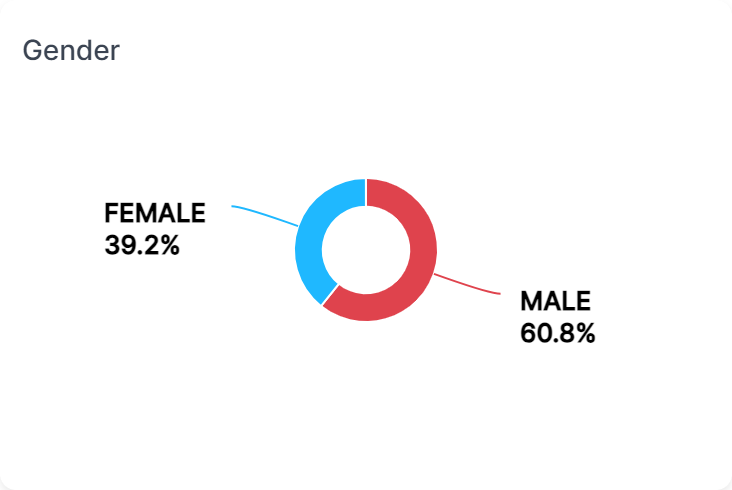 Gender
FEMALE
39.2%
MALE
60.8%